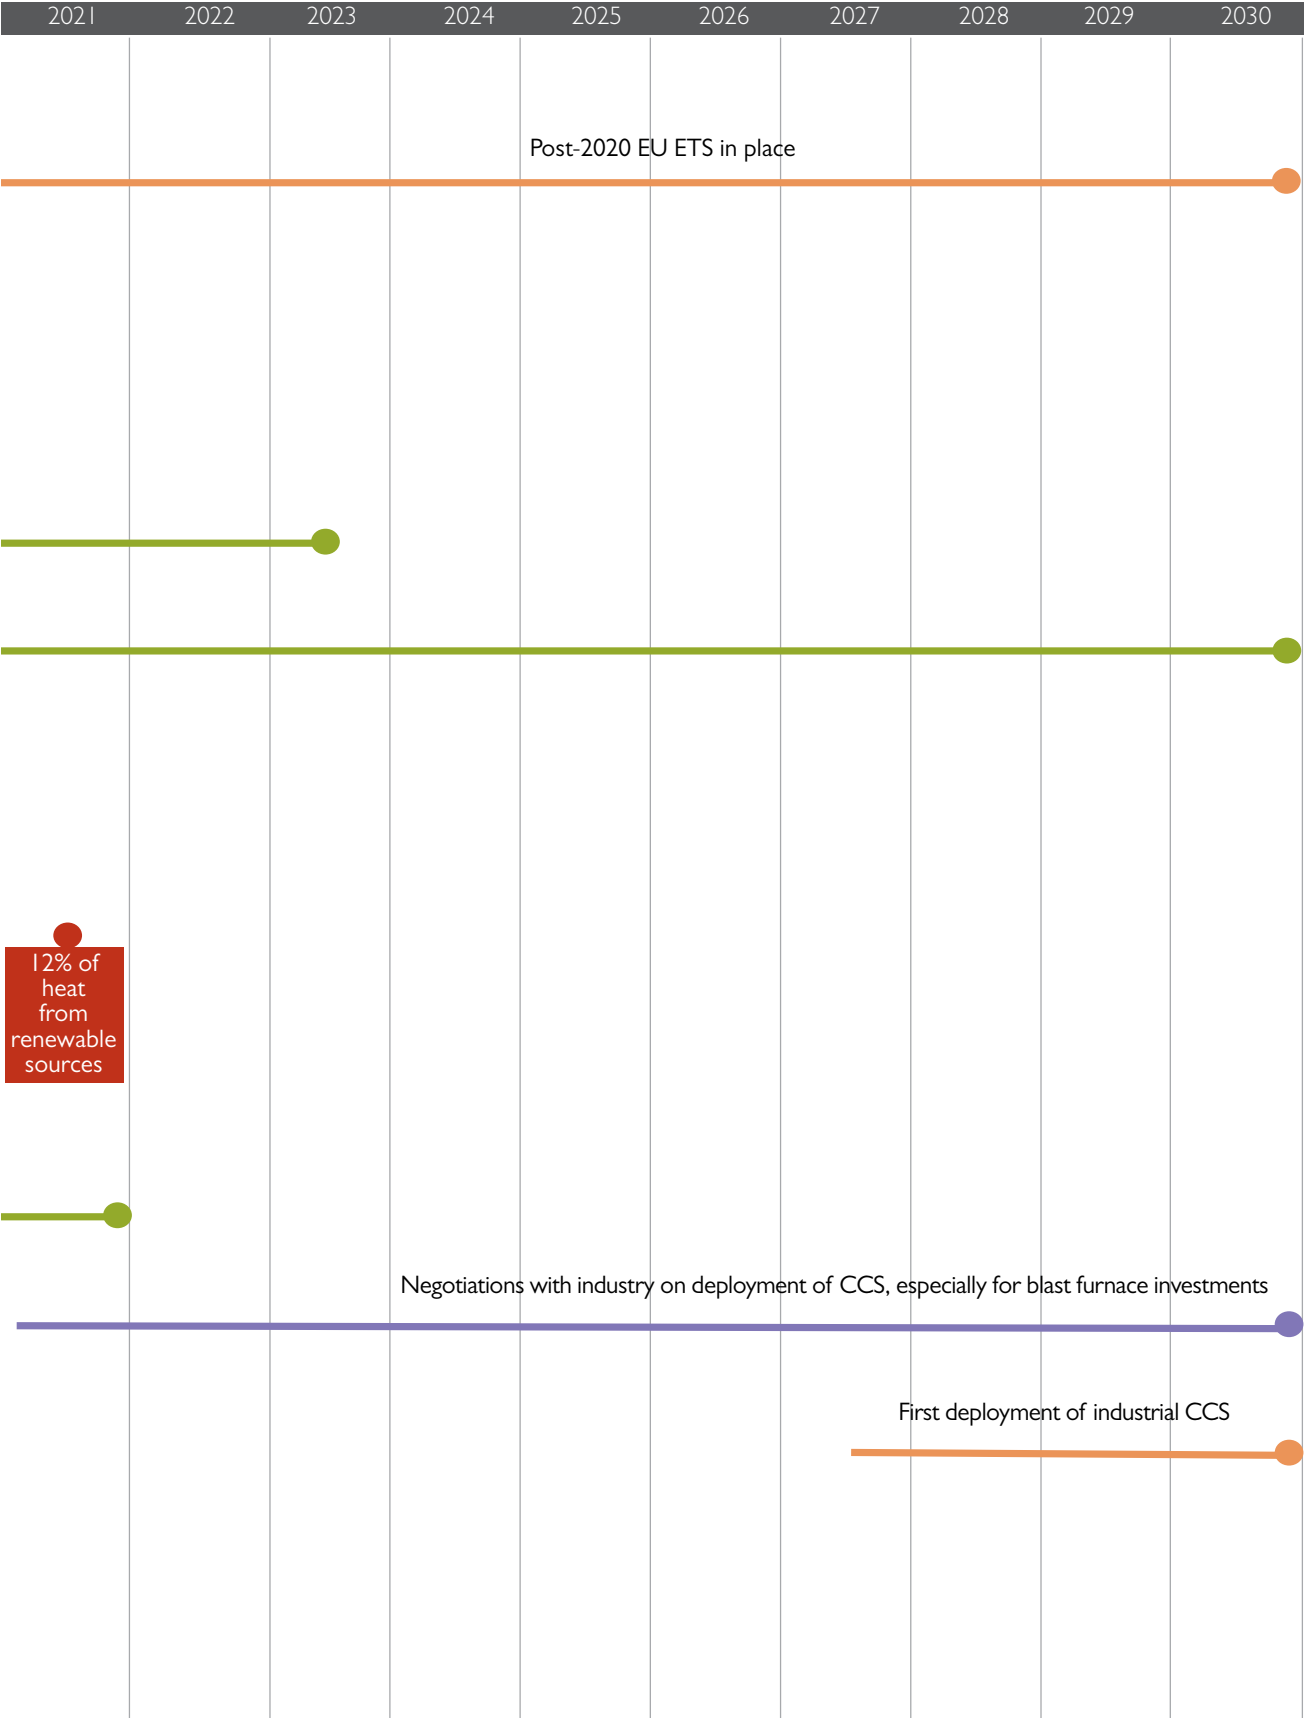 2021 2022 2023 2024 2025 2026 2027 2028 2029 2030
Post-2020 EU ETS in place
12% of
heat
from
renewable
sources
Negotiations with industry on deployment of CCS, especially for blast furnace investments
First deployment of industrial CCS